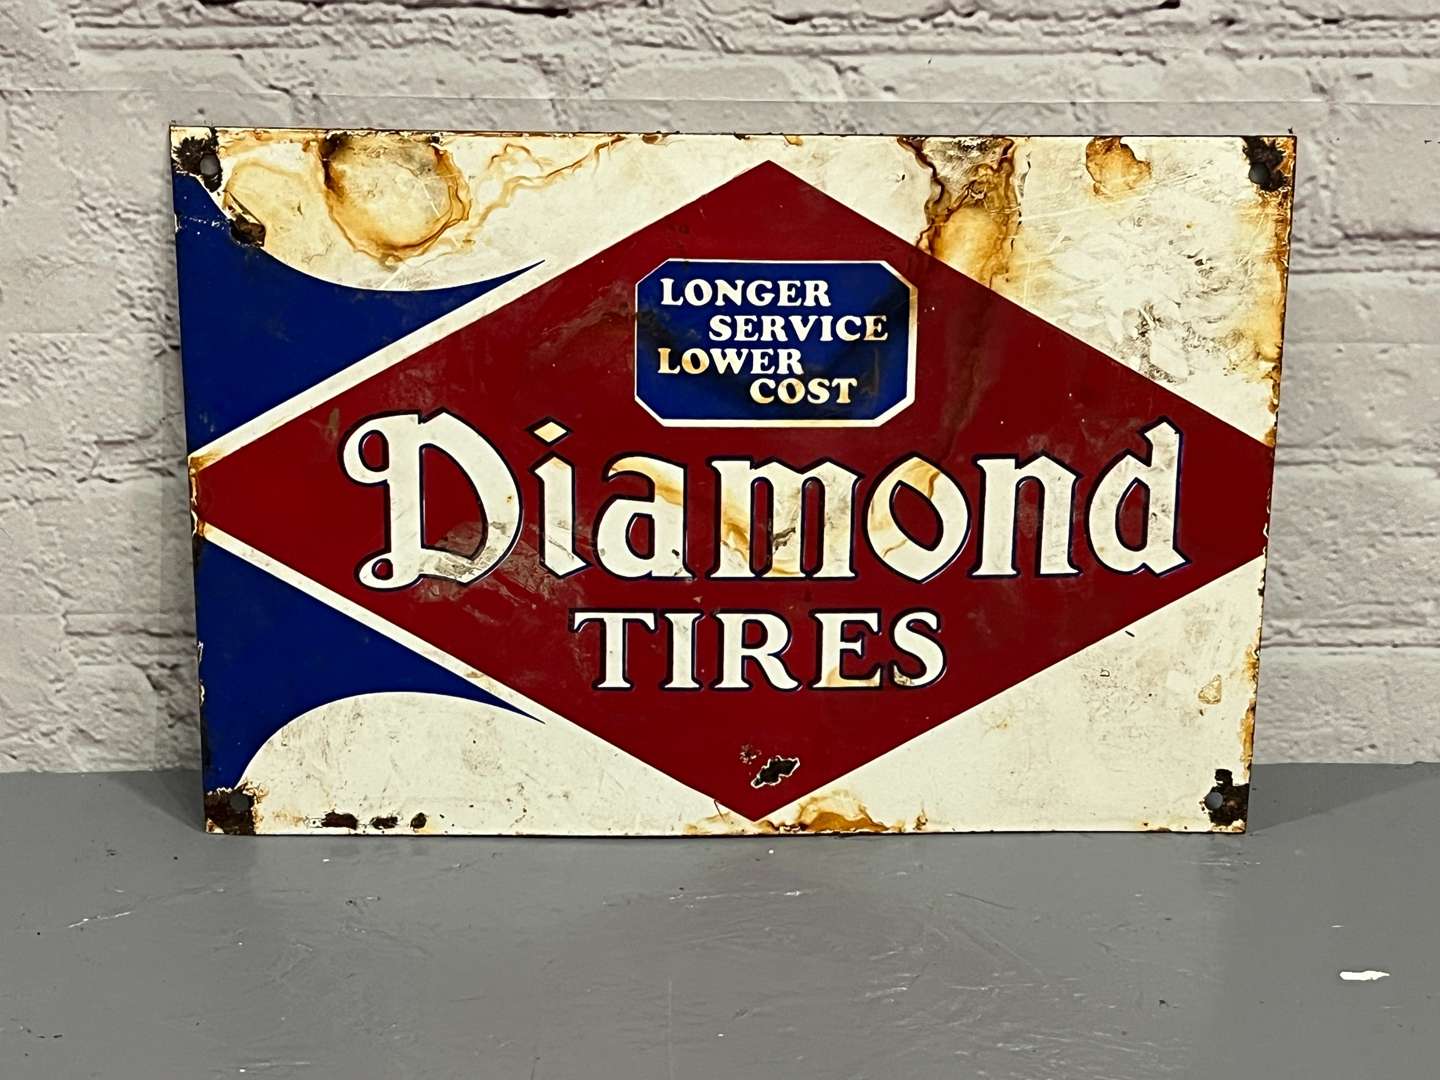 LONGER
SERVICE
LOWER
COST
Diamond
TIRES